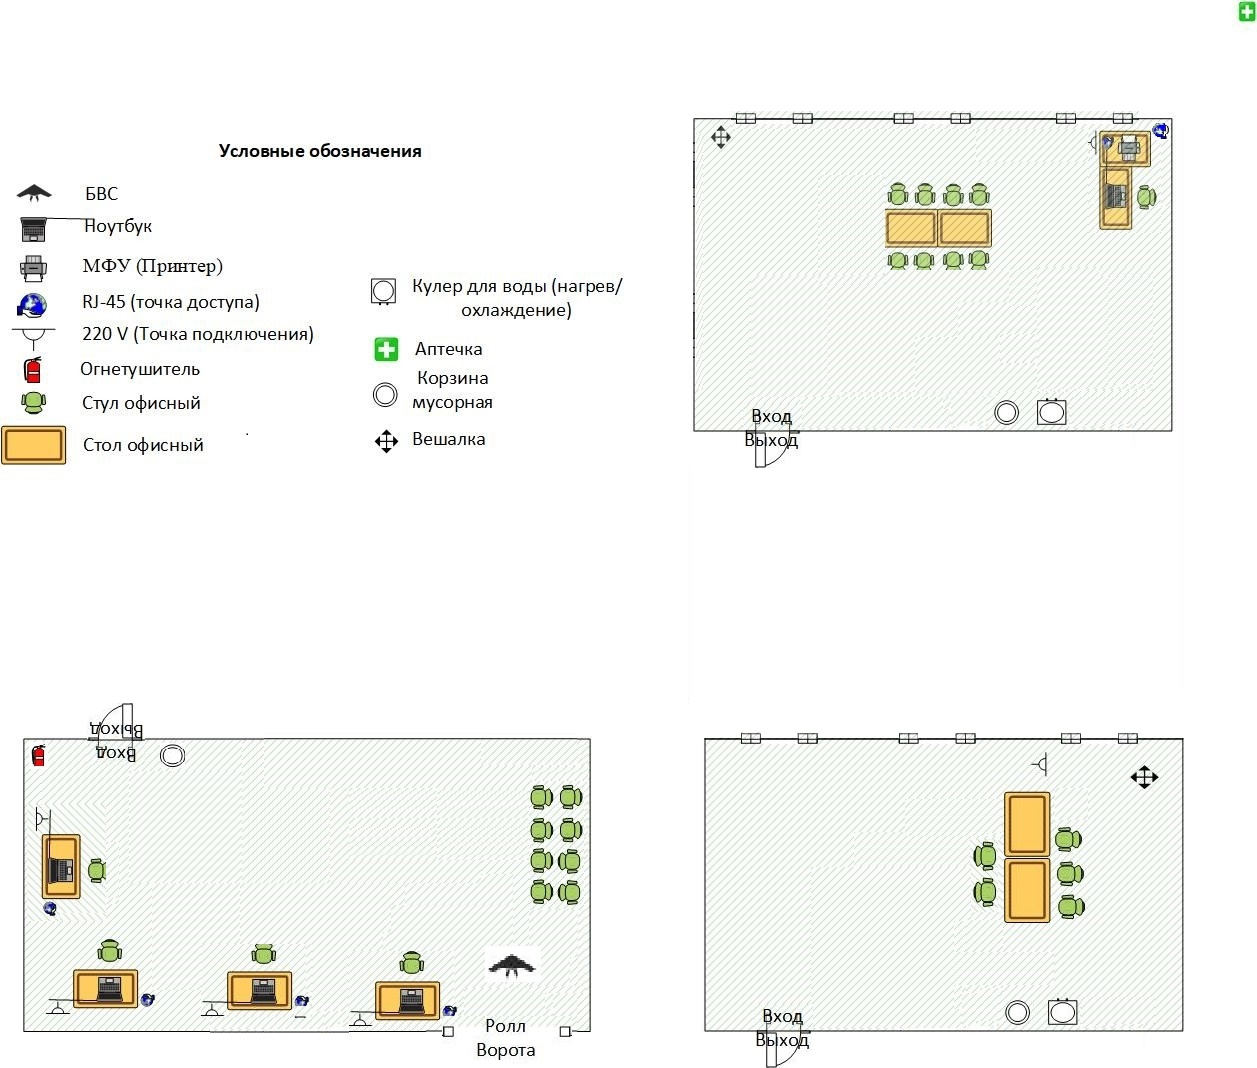 Условные обозначения
БВС
Ноутбук
МФУ (Принтер)
RJ-45 (точка доступа)
220 V (Точка подключения)
Огнетушитель
Стул офисный
Стол офисный
Кулер для воды (нагрев/
охлаждение)
Аптечка
Корзина
мусорная
Вешалка
Вход
Выход
Вход
Выход
Ролл
Ворота
Вход
Выход